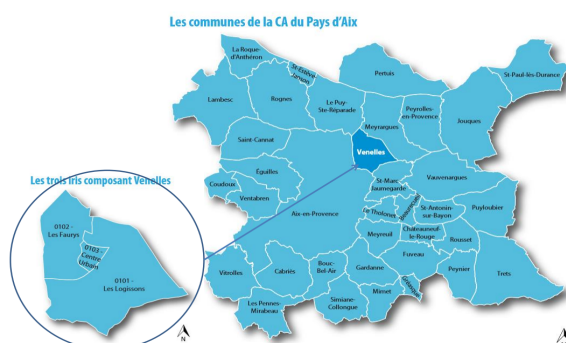 Les communes de la CA du Pays d'Aix
La Roque-
d'Anthéron
St-Estève
Janson
Pertuis
St-Paul-lès-Durance
Lambesc
Rognes
Le Puy-
Ste-Réparade
Peyrolles-
en-Provence
Jouques
Meyrargues
Saint-Cannat
Venelles
Les trois iris composant Venelles
Éguilles
Coudoux
Ventabren
St-Marc
Jaumegarde
Vauvenargues
Aix-en-Provence
Le Tholonet
Beaurecueil
St-Antonin-
sur-Bayon
Puyloubier
0102 -
Les Faurys
0103 -
Centre
Urbain
0101 -
Les Logissons
Meyreuil
Châteauneuf-
le-Rouge
Rousset
Vitrolles
Cabriès
Bouc-
Bel-Air
Gardanne
Fuveau
Peynier
Trets
Les Pennes-
Mirabeau
Simiane-
Collongue
Mimet
Gréasque
N
N